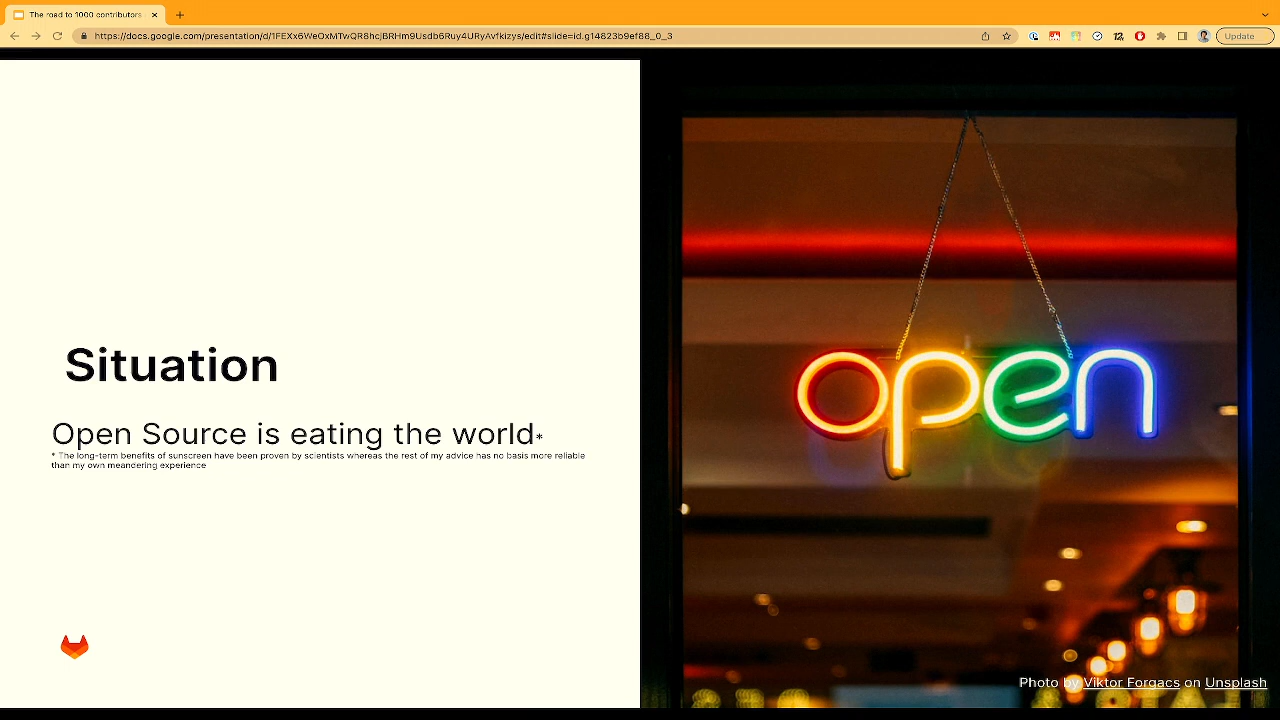 The road to 1000 contributors
https://docs.google.com/presentation/d/1FEXx6WeOxMTwQR8hcJBRHm9Usdb6Ruy4URyAvfkizys/edit#slide=id.g14823b9ef88_0_3
Update
Situation
Open Source is eating the world*
* The long-term benefits of sunscreen have been proven by scientists whereas the rest of my advice has no basis more reliable
than my own meandering experience
open
Photo by Viktor Forgacs on Unsplash